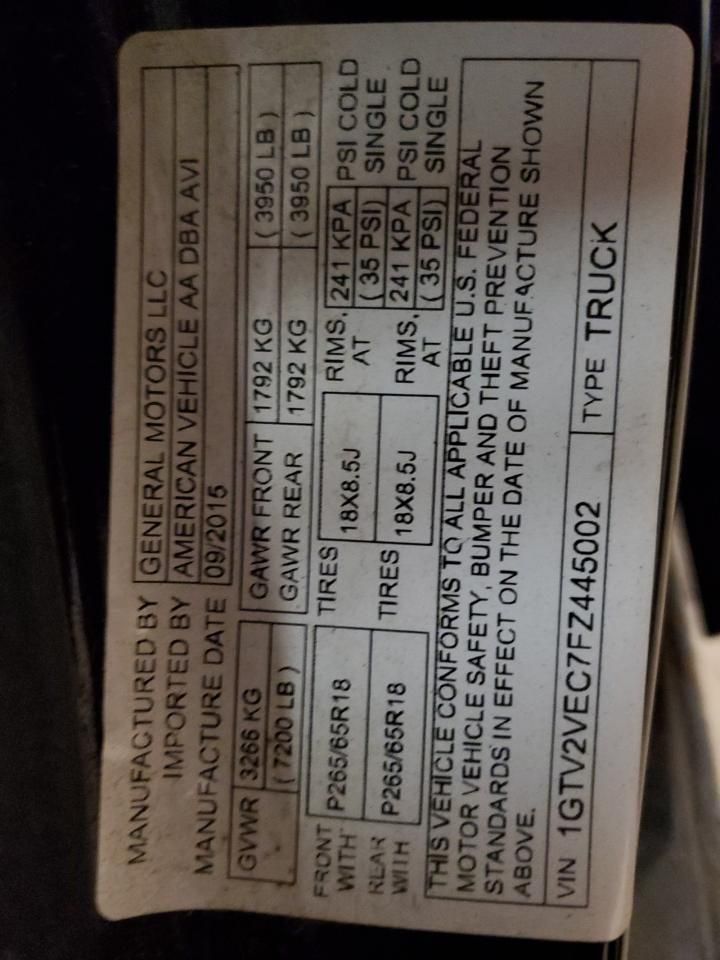 MANUFACTURED BY GENERAL MOTORS LLC
IMPORTED BY AMERICAN VEHICLE AA DBA AVI
MANUFACTURE DATE 09/2015
GVWR 3266 KG GAWR FRONT 1792 KG ( 3950 LB )
( 7200 LB ) GAWR REAR 1792 KG ( 3950 LB )
FRONT WITH P265/65R18 TIRES 18X8.5J RIMS, AT 241 KPA ( 35 PSI) PSI COLD SINGLE
REAR WITH P265/65R18 TIRES 18X8.5J RIMS, AT 241 KPA ( 35 PSI) PSI COLD SINGLE
THIS VEHICLE CONFORMS TO ALL APPLICABLE U.S. FEDERAL
MOTOR VEHICLE SAFETY, BUMPER AND THEFT PREVENTION
STANDARDS IN EFFECT ON THE DATE OF MANUFACTURE SHOWN
ABOVE.
VIN 1GTV2VEC7FZ445002 TYPE TRUCK